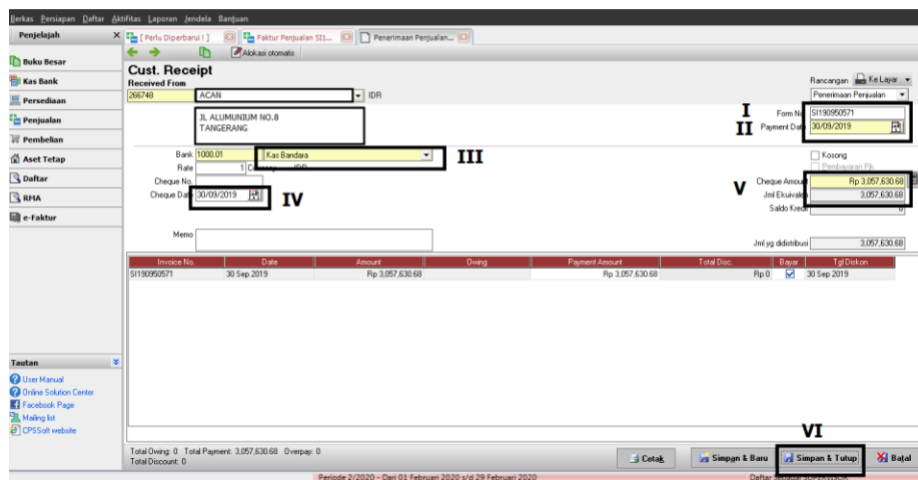 Berkas Persiapan Daftar Aktifitas Laporan Jendela Bantuan
Penjelajah X
[ Perlu Diperbarui ! ] Faktur Penjualan SI1... Penerimaan Penjualan...
Alokasi otomatis
Buku Besar
Kas Bank
Persediaan
Penjualan
Pembelian
Aset Tetap
Daftar
RMA
e-Faktur
Cust. Receipt
Received From
266748 ACAN IDR
Rancangan Ke Layar
Penerimaan Penjualan
JL ALUMUNIUM NO.8
TANGERANG
I Form No SI190950571
II Payment Date 30/09/2019
Bank 1000.01 Kas Bandara III
Rate 1
Cheque No.
Cheque Date 30/09/2019 IV
Kosong
Pembayaran Fik
V Cheque Amount Rp 3,057,630.68
Jml Ekuivalen 3,057,630.68
Saldo Kredit 0
Memo
Jml yg didistribusi 3,057,630.68
Invoice No. Date Amount Owing Payment Amount Total Disc. Bayar Tgl Diskon
SI190950571 30 Sep 2019 Rp 3,057,630.68 Rp 3,057,630.68 Rp 0 30 Sep 2019
Tautan
User Manual
Online Solution Center
Facebook Page
Mailing list
CPSSoft website
VI
Total Owing: 0 Total Payment: 3,057,630.68 Overpay: 0
Total Discount: 0
Cetak Simpan & Baru Simpan & Tutup Batal
Periode 2/2020 - Dari 01 Februari 2020 s/d 29 Februari 2020 Daftar